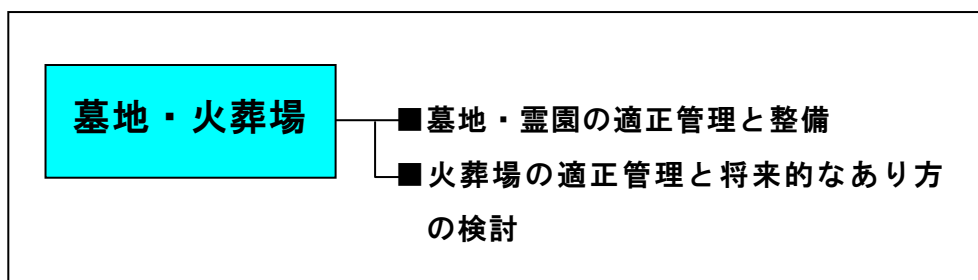 墓地・火葬場
■墓地・霊園の適正管理と整備
■火葬場の適正管理と将来的なあり方
の検討